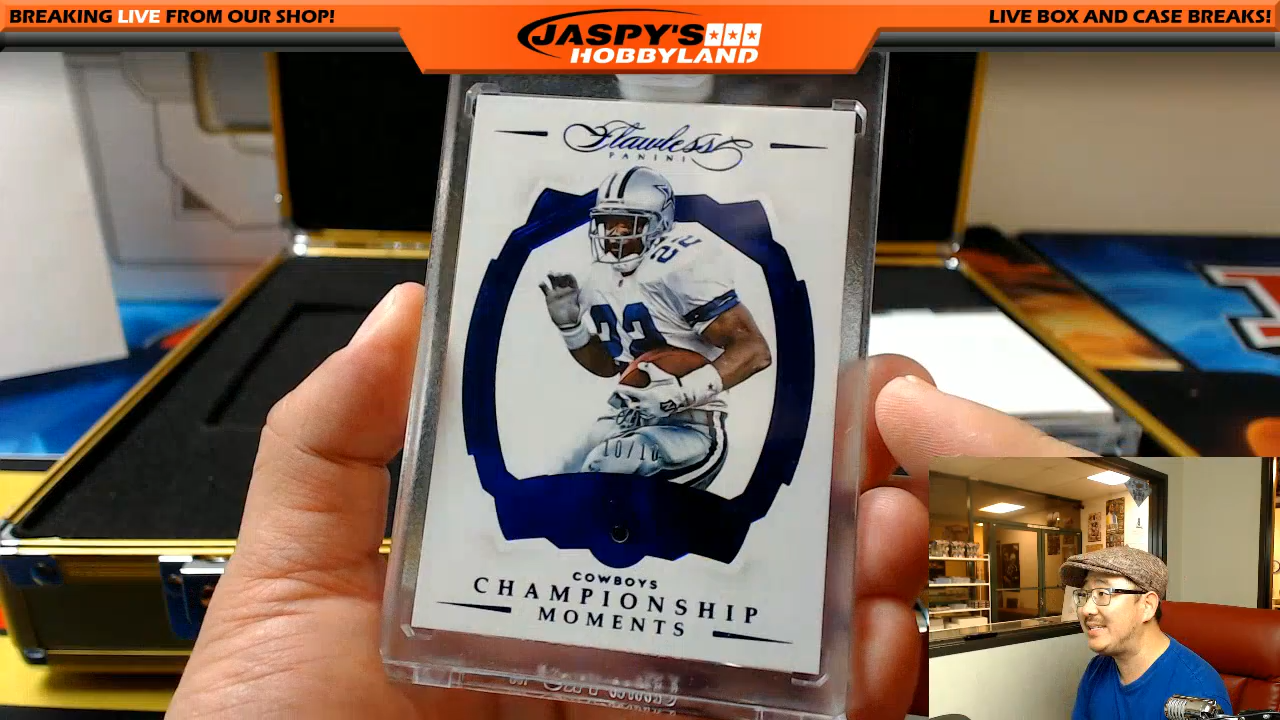 BREAKING LIVE FROM OUR SHOP!
JASPY'S
HOBBYLAND
LIVE BOX AND CASE BREAKS!
Flawless
PANINI
22
22
10/10
COWBOYS
CHAMPIONSHIP
MOMENTS